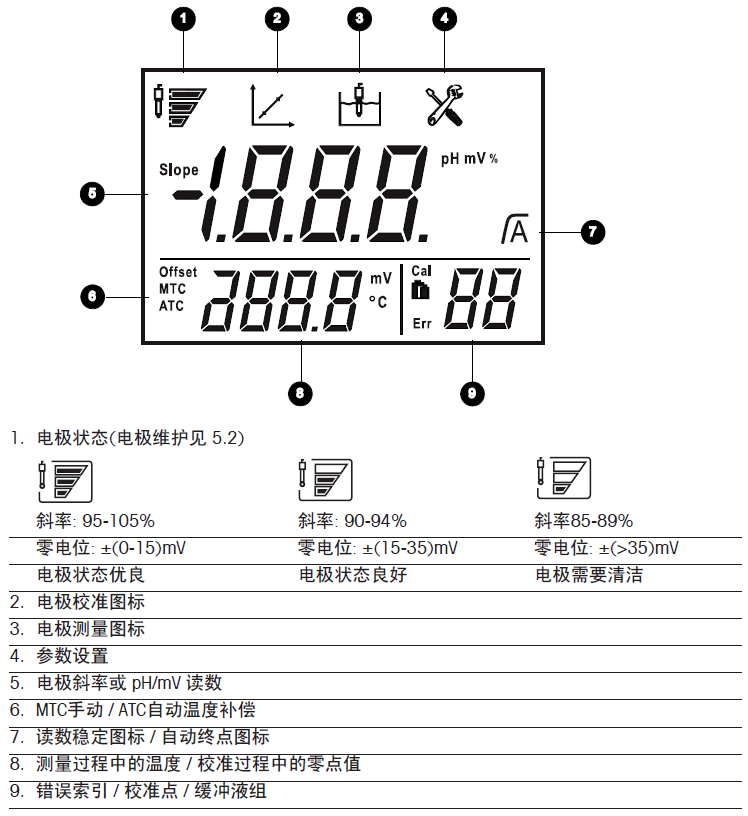 1 2 3 4
Slope
-1.8.8.8.
pH mV %
5
A
7
Offset
MTC
ATC
288.8
mV
°C
6
Cal
Err
88
8 9
1. 电极状态(电极维护见 5.2)
斜率: 95-105% 斜率: 90-94% 斜率85-89%
零电位: ±(0-15)mV 零电位: ±(15-35)mV 零电位: ±(>35)mV
电极状态优良 电极状态良好 电极需要清洁
2. 电极校准图标
3. 电极测量图标
4. 参数设置
5. 电极斜率或 pH/mV 读数
6. MTC手动 / ATC自动温度补偿
7. 读数稳定图标 / 自动终点图标
8. 测量过程中的温度 / 校准过程中的零点值
9. 错误索引 / 校准点 / 缓冲液组